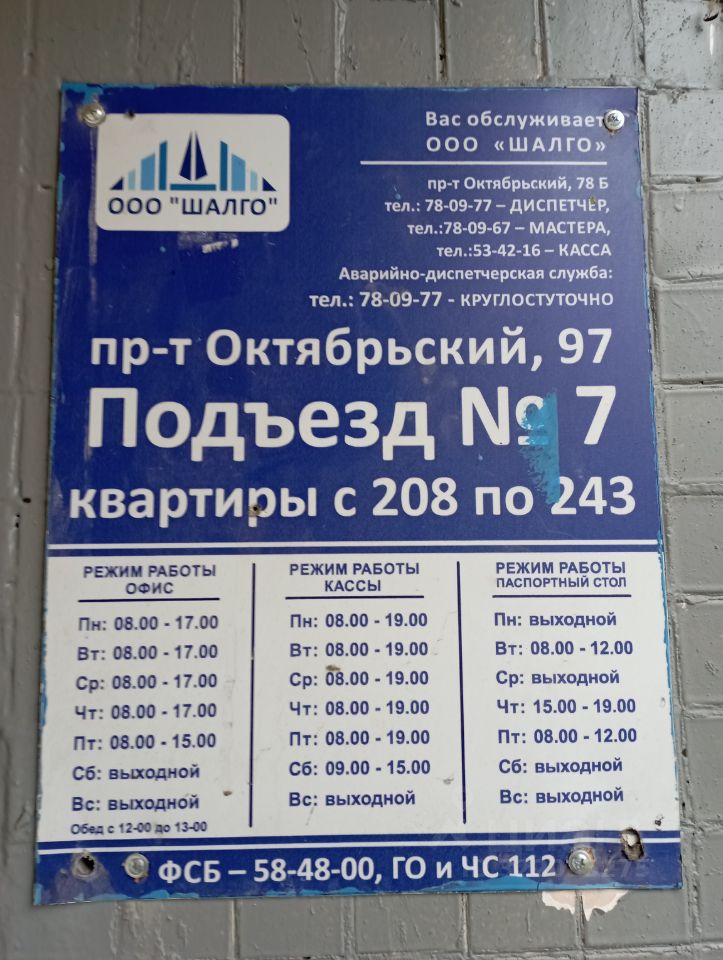 ООО "ШАЛГО"
Вас обслуживает
ООО «ШАЛГО»
пр-т Октябрьский, 78 Б
тел.: 78-09-77 – ДИСПЕТЧЕР,
тел.:78-09-67 – МАСТЕРА,
тел.:53-42-16 – КАССА
Аварийно-диспетчерская служба:
тел.: 78-09-77 - КРУГЛОСТУТОЧНО
пр-т Октябрьский, 97
Подъезд № 7
квартиры с 208 по 243
РЕЖИМ РАБОТЫ
ОФИС
Пн: 08.00 - 17.00
Вт: 08.00 - 17.00
Ср: 08.00 - 17.00
Чт: 08.00 - 17.00
Пт: 08.00 - 15.00
Сб: выходной
Вс: выходной
Обед с 12-00 до 13-00
РЕЖИМ РАБОТЫ
КАССЫ
Пн: 08.00 - 19.00
Вт: 08.00 - 19.00
Ср: 08.00 - 19.00
Чт: 08.00 - 19.00
Пт: 08.00 - 19.00
Сб: 09.00 - 15.00
Вс: выходной
РЕЖИМ РАБОТЫ
ПАСПОРТНЫЙ СТОЛ
Пн: выходной
Вт: 08.00 - 12.00
Ср: выходной
Чт: 15.00 - 19.00
Пт: 08.00 - 12.00
Сб: выходной
Вс: выходной
ФСБ – 58-48-00, ГО и ЧС 112